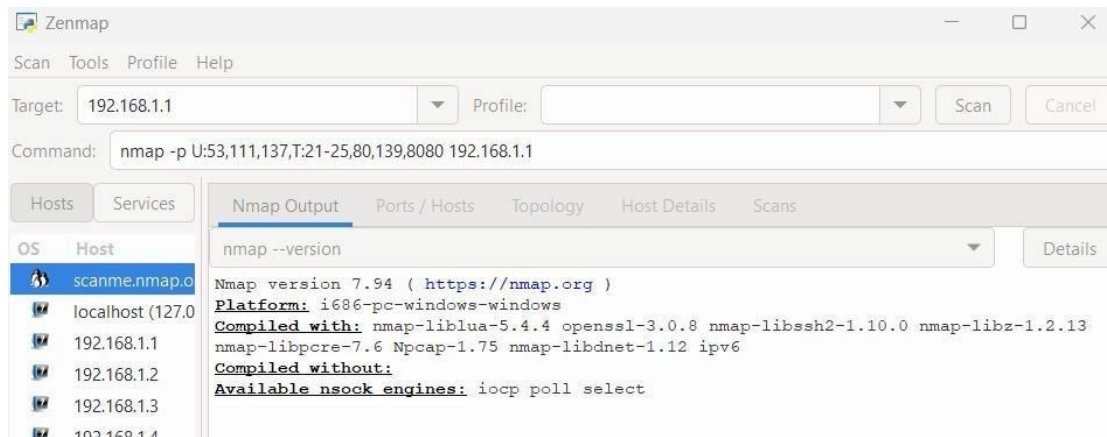 Zenmap
Scan Tools Profile Help
Target: 192.168.1.1 Profile: Scan Cancel
Command: nmap -p U:53,111,137,T:21-25,80,139,8080 192.168.1.1
Hosts Services Nmap Output Ports / Hosts Topology Host Details Scans
OS Host nmap --version Details
scanme.nmap.o
Nmap version 7.94 ( https://nmap.org )
Platform: i686-pc-windows-windows
localhost (127.0
Compiled with: nmap-liblua-5.4.4 openssl-3.0.8 nmap-libssh2-1.10.0 nmap-libz-1.2.13
192.168.1.1
nmap-libpcre-7.6 Npcap-1.75 nmap-libdnet-1.12 ipv6
192.168.1.2
Compiled without:
Available nsock engines: iocp poll select
192.168.1.3
192.168.1.4